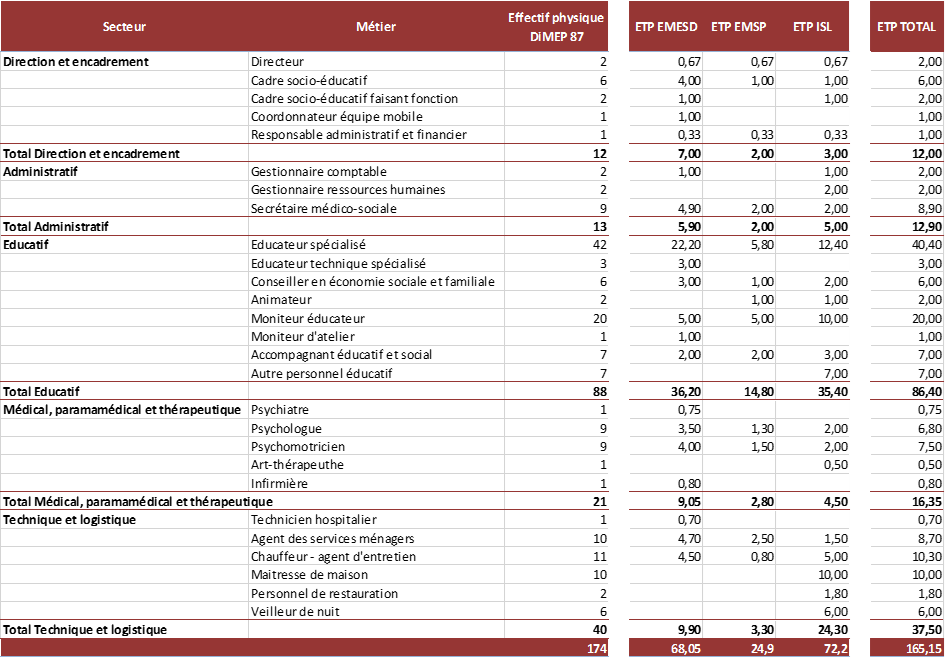 Secteur Métier Effectif physique DiMEP 87 ETP EMESD ETP EMSP ETP ISL ETP TOTAL
Direction et encadrement Directeur 2 0,67 0,67 0,67 2,00
Cadre socio-éducatif 6 4,00 1,00 1,00 6,00
Cadre socio-éducatif faisant fonction 2 1,00 1,00 2,00
Coordonnateur équipe mobile 1 1,00 1,00
Responsable administratif et financier 1 0,33 0,33 0,33 1,00
Total Direction et encadrement 12 7,00 2,00 3,00 12,00
Administratif Gestionnaire comptable 2 1,00 1,00 2,00
Gestionnaire ressources humaines 2 2,00 2,00
Secrétaire médico-sociale 9 4,90 2,00 2,00 8,90
Total Administratif 13 5,90 2,00 5,00 12,90
Educatif Educateur spécialisé 42 22,20 5,80 12,40 40,40
Educateur technique spécialisé 3 3,00 3,00
Conseiller en économie sociale et familiale 6 3,00 1,00 2,00 6,00
Animateur 2 1,00 1,00 2,00
Moniteur éducateur 20 5,00 5,00 10,00 20,00
Moniteur d'atelier 1 1,00 1,00
Accompagnant éducatif et social 7 2,00 2,00 3,00 7,00
Autre personnel éducatif 7 7,00 7,00
Total Educatif 88 36,20 14,80 35,40 86,40
Médical, paramamédical et thérapeutique Psychiatre 1 0,75 0,75
Psychologue 9 3,50 1,30 2,00 6,80
Psychomotricien 9 4,00 1,50 2,00 7,50
Art-thérapeuthe 1 0,50 0,50
Infirmière 1 0,80 0,80
Total Médical, paramamédical et thérapeutique 21 9,05 2,80 4,50 16,35
Technique et logistique Technicien hospitalier 1 0,70 0,70
Agent des services ménagers 10 4,70 2,50 1,50 8,70
Chauffeur - agent d'entretien 11 4,50 0,80 5,00 10,30
Maitresse de maison 10 10,00 10,00
Personnel de restauration 2 1,80 1,80
Veilleur de nuit 6 6,00 6,00
Total Technique et logistique 40 9,90 3,30 24,30 37,50
174 68,05 24,9 72,2 165,15